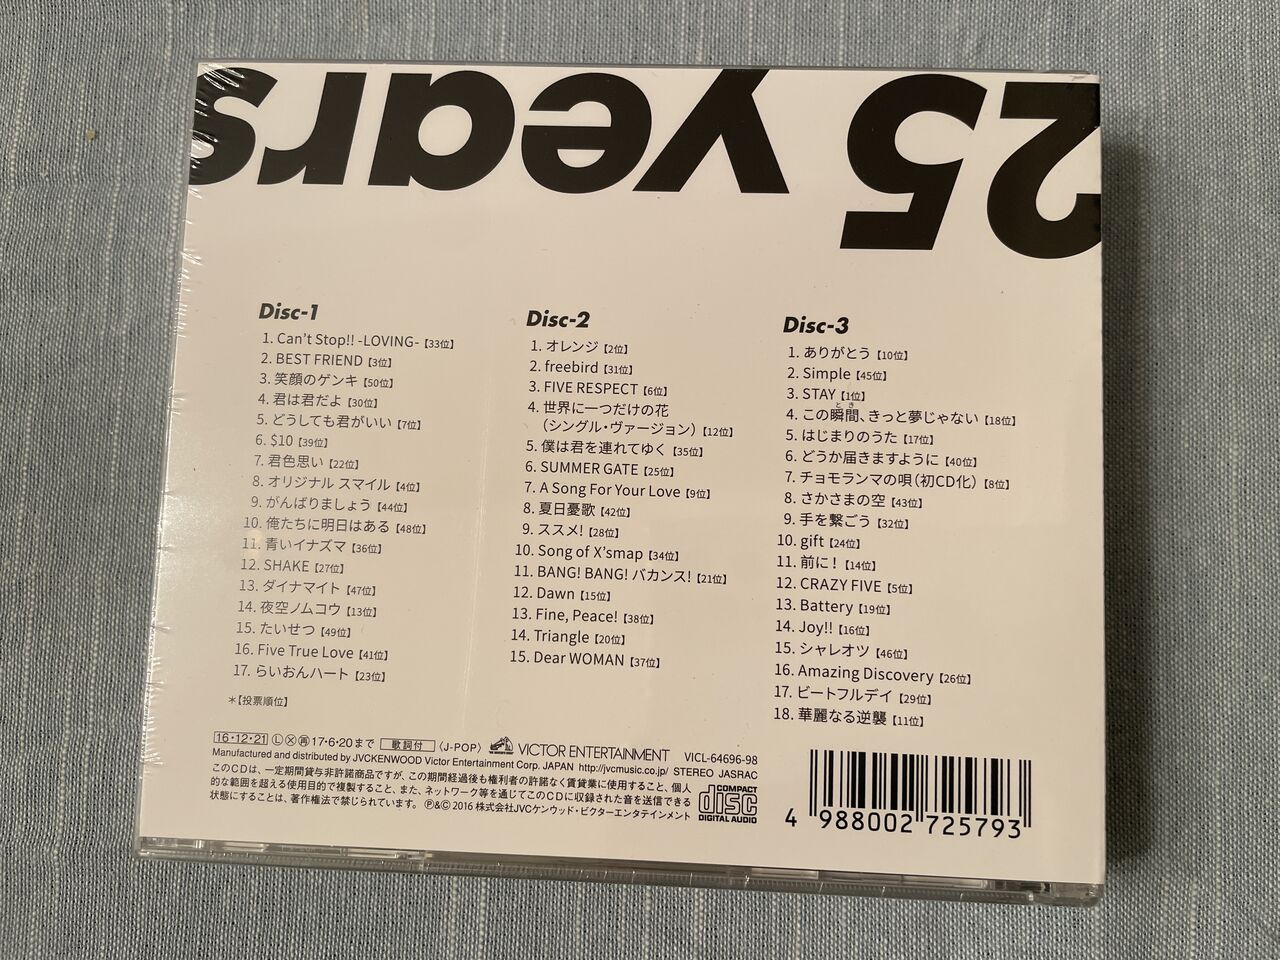 25 years
Disc-1
1. Can't Stop!! -LOVING-【33位】
2. BEST FRIEND【3位】
3. 笑顔のゲンキ【50位】
4. 君は君だよ【30位】
5. どうしても君がいい【7位】
6. $10【39位】
7. 君色思い【22位】
8. オリジナル スマイル【4位】
9. がんばりましょう【44位】
10. 俺たちに明日はある【48位】
11. 青いイナズマ【36位】
12. SHAKE【27位】
13. ダイナマイト【47位】
14. 夜空ノムコウ【13位】
15. たいせつ【49位】
16. Five True Love【41位】
17. らいおんハート【23位】
＊【投票順位】
Disc-2
1. オレンジ【2位】
2. freebird【31位】
3. FIVE RESPECT【6位】
4. 世界に一つだけの花
（シングル・ヴァージョン）【12位】
5. 僕は君を連れてゆく【35位】
6. SUMMER GATE【25位】
7. A Song For Your Love【9位】
8. 夏日憂歌【42位】
9. ススメ!【28位】
10. Song of X'smap【34位】
11. BANG! BANG! バカンス!【21位】
12. Dawn【15位】
13. Fine, Peace!【38位】
14. Triangle【20位】
15. Dear WOMAN【37位】
Disc-3
1. ありがとう【10位】
2. Simple【45位】
3. STAY【1位】
とき
4. この瞬間、きっと夢じゃない【18位】
5. はじまりのうた【17位】
6. どうか届きますように【40位】
7. チョモランマの唄（初CD化）【8位】
8. さかさまの空【43位】
9. 手を繋ごう【32位】
10. gift【24位】
11. 前に！【14位】
12. CRAZY FIVE【5位】
13. Battery【19位】
14. Joy!!【16位】
15. シャレオツ【46位】
16. Amazing Discovery【26位】
17. ビートフルデイ【29位】
18. 華麗なる逆襲【11位】
16・12・21 Ⓛ Ⓧ 再 17・6・20まで 歌詞付 〈J-POP〉 VICTOR ENTERTAINMENT VICL-64696-98
Manufactured and distributed by JVCKENWOOD Victor Entertainment Corp. JAPAN http://jvcmusic.co.jp/ STEREO JASRAC
このCDは、一定期間貸与非許諾商品ですが、この期間経過後も権利者の許諾なく賃貸業に使用すること、個人
的な範囲を超える使用目的で複製すること、また、ネットワーク等を通じてこのCDに収録された音を送信できる
状態にすることは、著作権法で禁じられています。 Ⓟ&© 2016 株式会社JVCケンウッド・ビクターエンタテインメント
COMPACT
disc
DIGITAL AUDIO
4 988002 725793